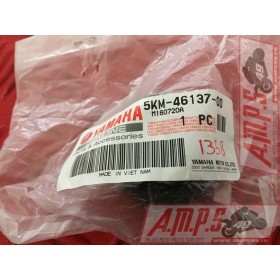 5KM-46137-00
M160720A
YAMAHA
1 PC
& Accessories
1358
YAMAHA MOTOR CO., LTD.
MADE IN VIET NAM
A.M.P.S
A.M.P.S